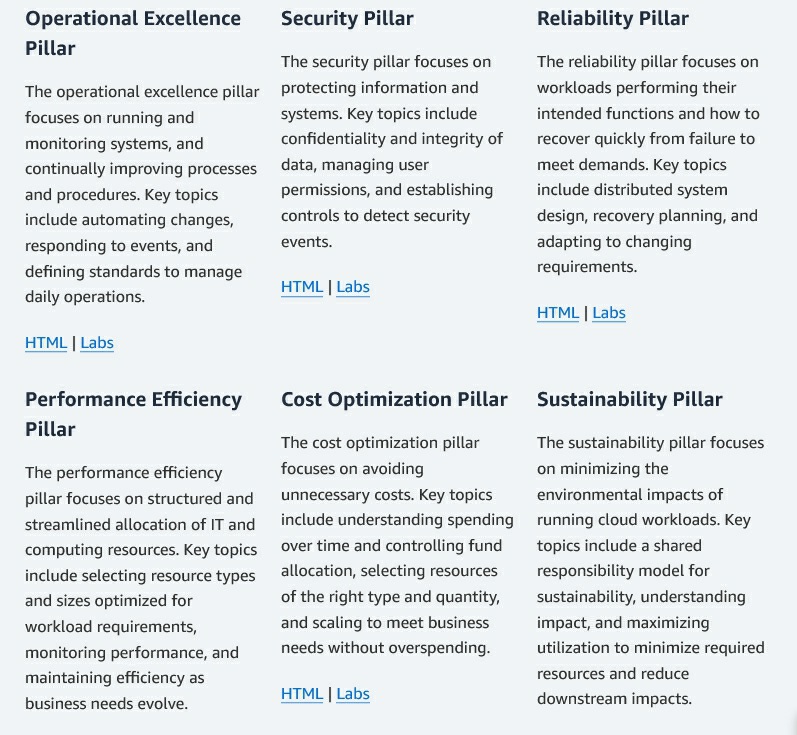 Operational Excellence
Pillar
The operational excellence pillar
focuses on running and
monitoring systems, and
continually improving processes
and procedures. Key topics
include automating changes,
responding to events, and
defining standards to manage
daily operations.
HTML | Labs
Security Pillar
The security pillar focuses on
protecting information and
systems. Key topics include
confidentiality and integrity of
data, managing user
permissions, and establishing
controls to detect security
events.
HTML | Labs
Reliability Pillar
The reliability pillar focuses on
workloads performing their
intended functions and how to
recover quickly from failure to
meet demands. Key topics
include distributed system
design, recovery planning, and
adapting to changing
requirements.
HTML | Labs
Performance Efficiency
Pillar
The performance efficiency
pillar focuses on structured and
streamlined allocation of IT and
computing resources. Key topics
include selecting resource types
and sizes optimized for
workload requirements,
monitoring performance, and
maintaining efficiency as
business needs evolve.
Cost Optimization Pillar
The cost optimization pillar
focuses on avoiding
unnecessary costs. Key topics
include understanding spending
over time and controlling fund
allocation, selecting resources
of the right type and quantity,
and scaling to meet business
needs without overspending.
HTML | Labs
Sustainability Pillar
The sustainability pillar focuses
on minimizing the
environmental impacts of
running cloud workloads. Key
topics include a shared
responsibility model for
sustainability, understanding
impact, and maximizing
utilization to minimize required
resources and reduce
downstream impacts.